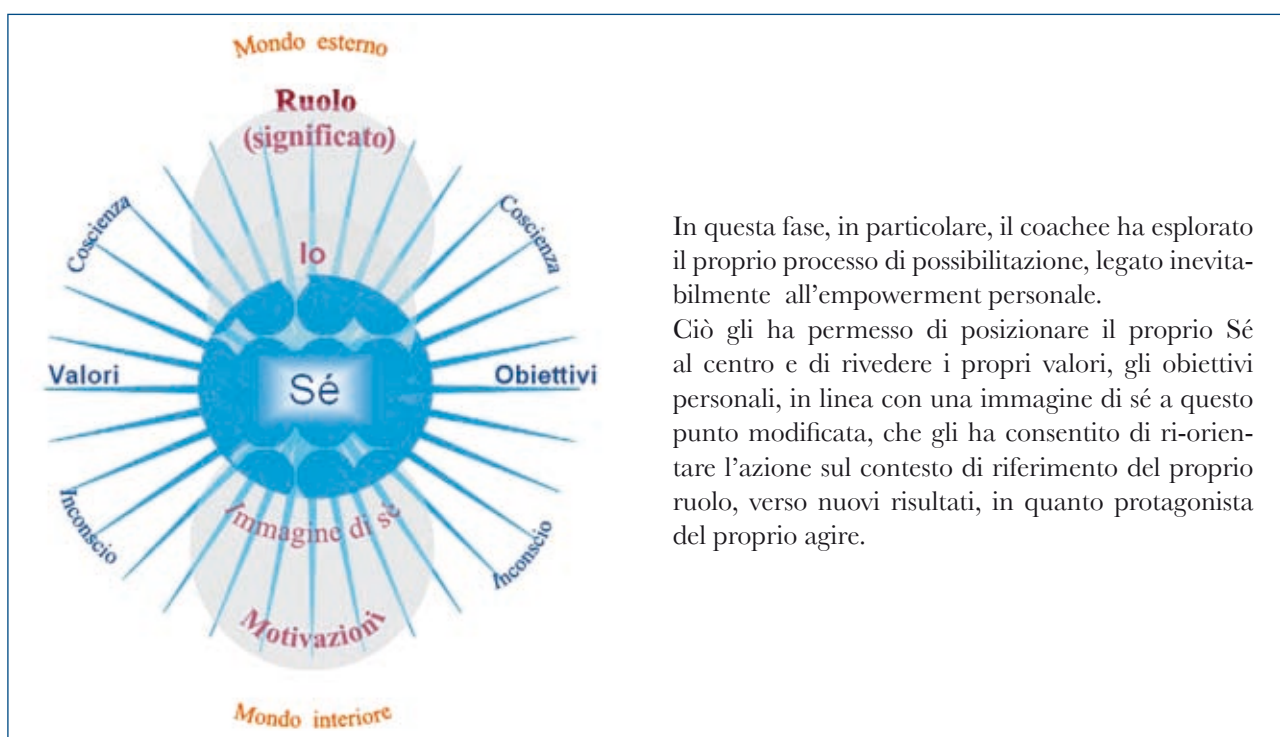 Mondo esterno
Ruolo
(significato)
Coscienza
Coscienza
Io
Valori
Sé
Obiettivi
Inconscio
Immagine di sé
Inconscio
Motivazioni
Mondo interiore
In questa fase, in particolare, il coachee ha esplorato
il proprio processo di possibilitazione, legato inevita-
bilmente all’empowerment personale.
Ciò gli ha permesso di posizionare il proprio Sé
al centro e di rivedere i propri valori, gli obiettivi
personali, in linea con una immagine di sé a questo
punto modificata, che gli ha consentito di ri-orien-
tare l’azione sul contesto di riferimento del proprio
ruolo, verso nuovi risultati, in quanto protagonista
del proprio agire.